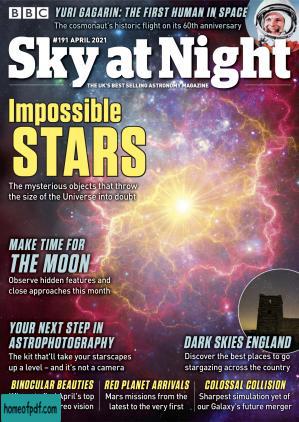 BBC
YURI GAGARIN: THE FIRST HUMAN IN SPACE
The cosmonaut's historic flight on its 60th anniversary
#191 APRIL 2021
Sky at Night
THE UK'S BEST SELLING ASTRONOMY MAGAZINE
Impossible
STARS
The mysterious objects that throw
the size of the Universe into doubt
MAKE TIME FOR
THE MOON
Observe hidden features and
close approaches this month
YOUR NEXT STEP IN
ASTROPHOTOGRAPHY
The kit that'll take your starscapes
up a level – and it's not a camera
DARK SKIES ENGLAND
Discover the best places to go
stargazing across the country
BINOCULAR BEAUTIES
April's top
tree vision
RED PLANET ARRIVALS
Mars missions from the
latest to the very first
COLOSSAL COLLISION
Sharpest simulation yet of
our Galaxy's future merger
homeofpdf.com